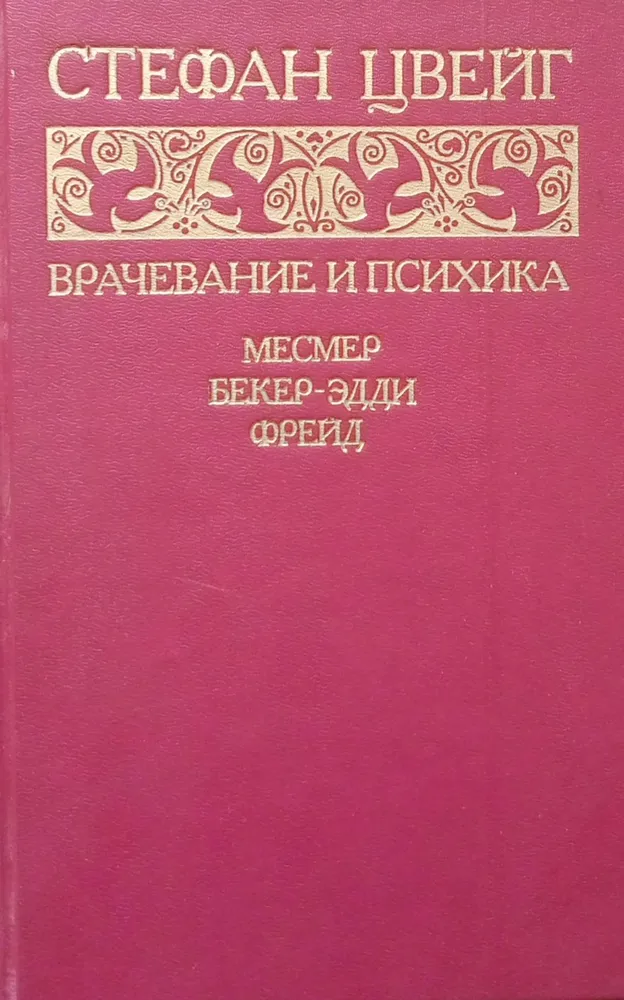 СТЕФАН ЦВЕЙГ
ВРАЧЕВАНИЕ И ПСИХИКА
МЕСМЕР
БЕКЕР-ЭДДИ
ФРЕЙД